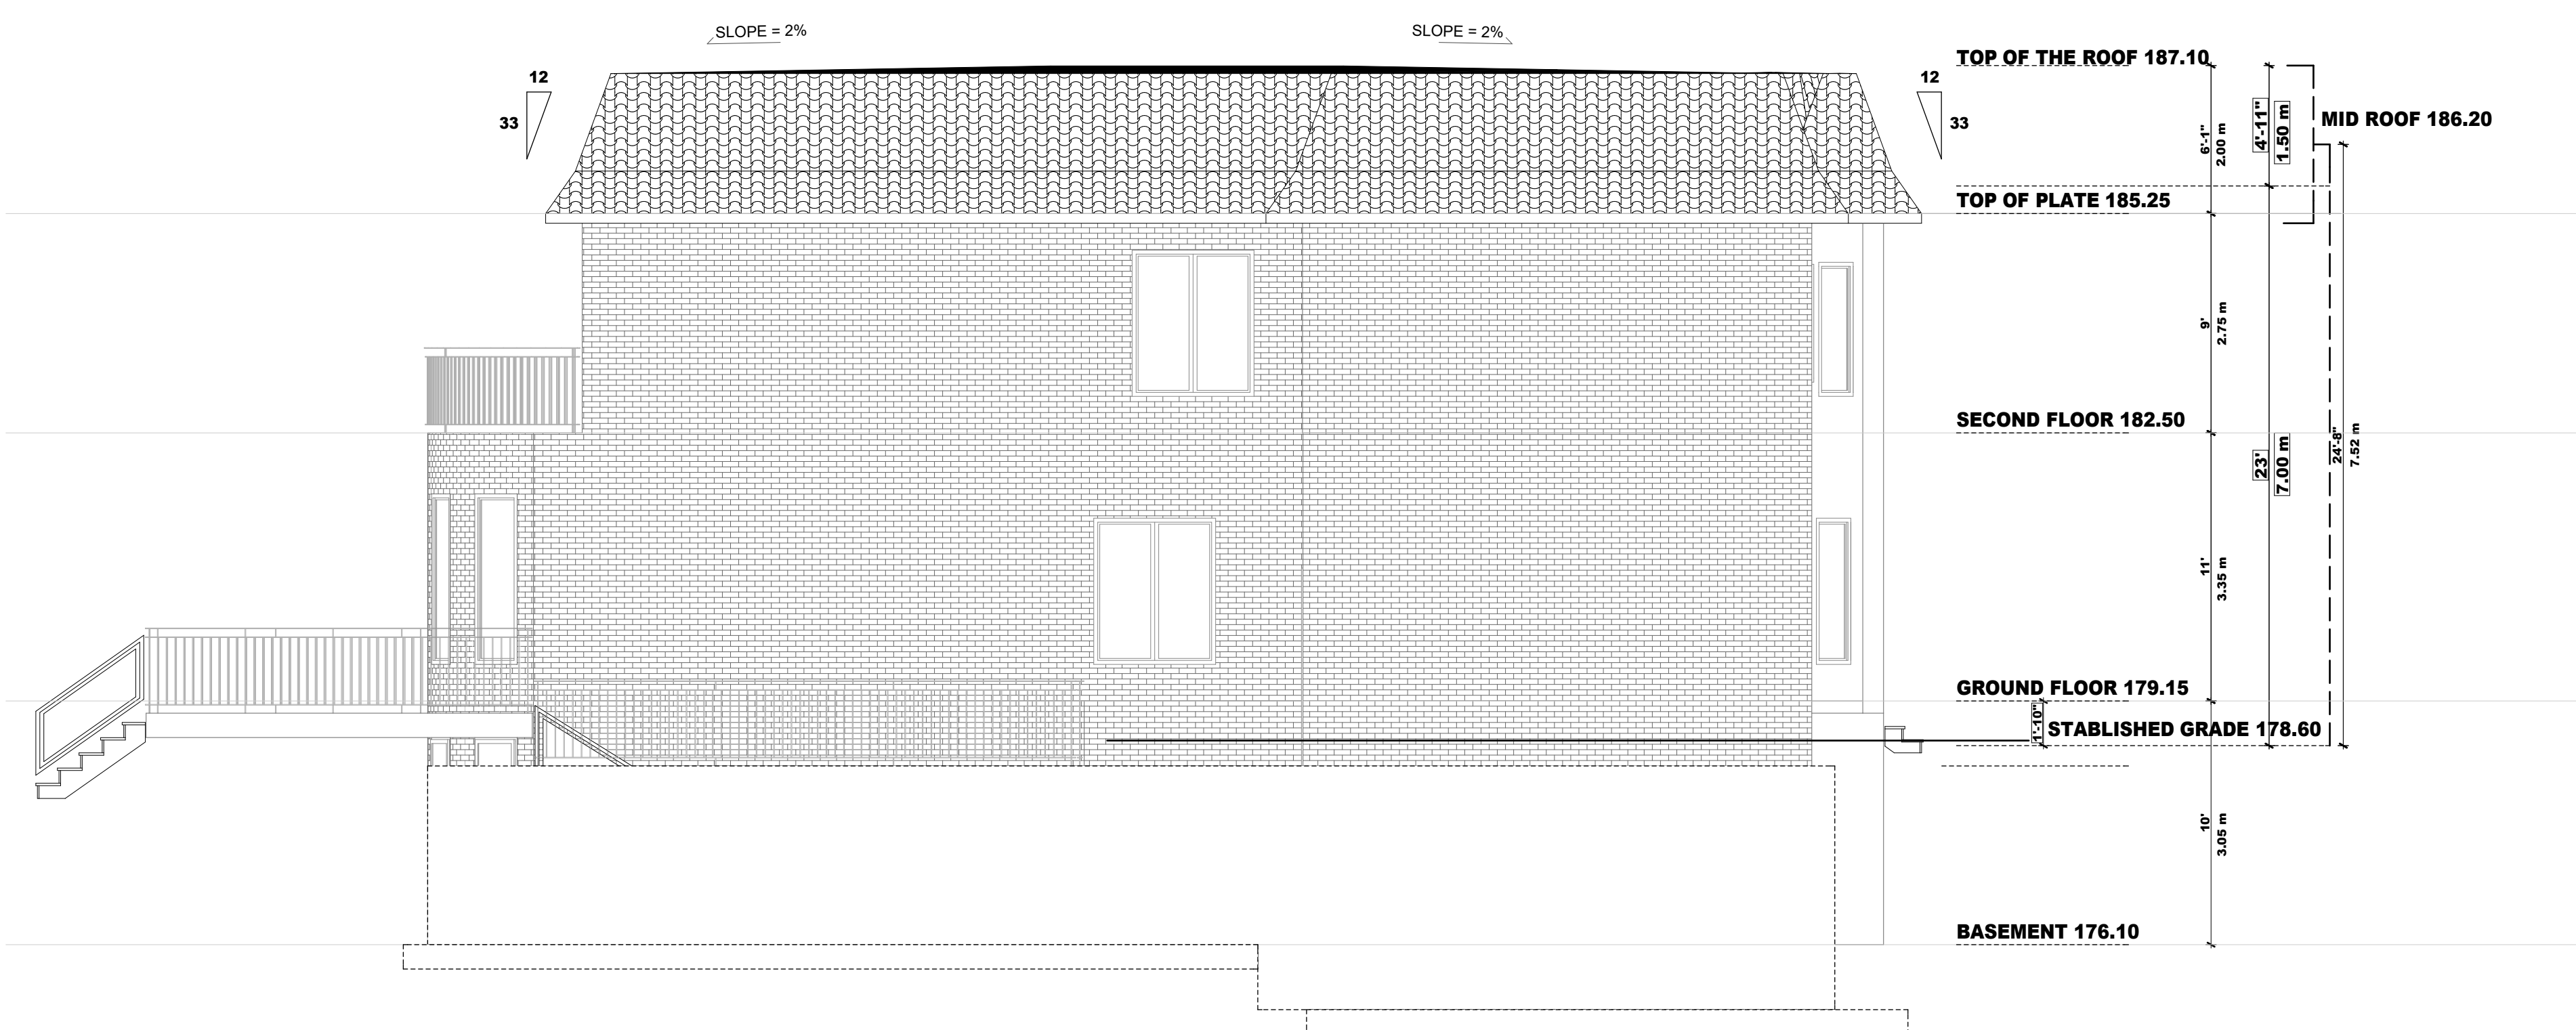 SLOPE = 2%
SLOPE = 2%
12
33
12
33
TOP OF THE ROOF 187.10
MID ROOF 186.20
6'-1"
2.00 m
4'-11"
1.50 m
TOP OF PLATE 185.25
9'
2.75 m
SECOND FLOOR 182.50
23'
7.00 m
24'-8"
7.52 m
11'
3.35 m
GROUND FLOOR 179.15
1'-10"
STABLISHED GRADE 178.60
10'
3.05 m
BASEMENT 176.10